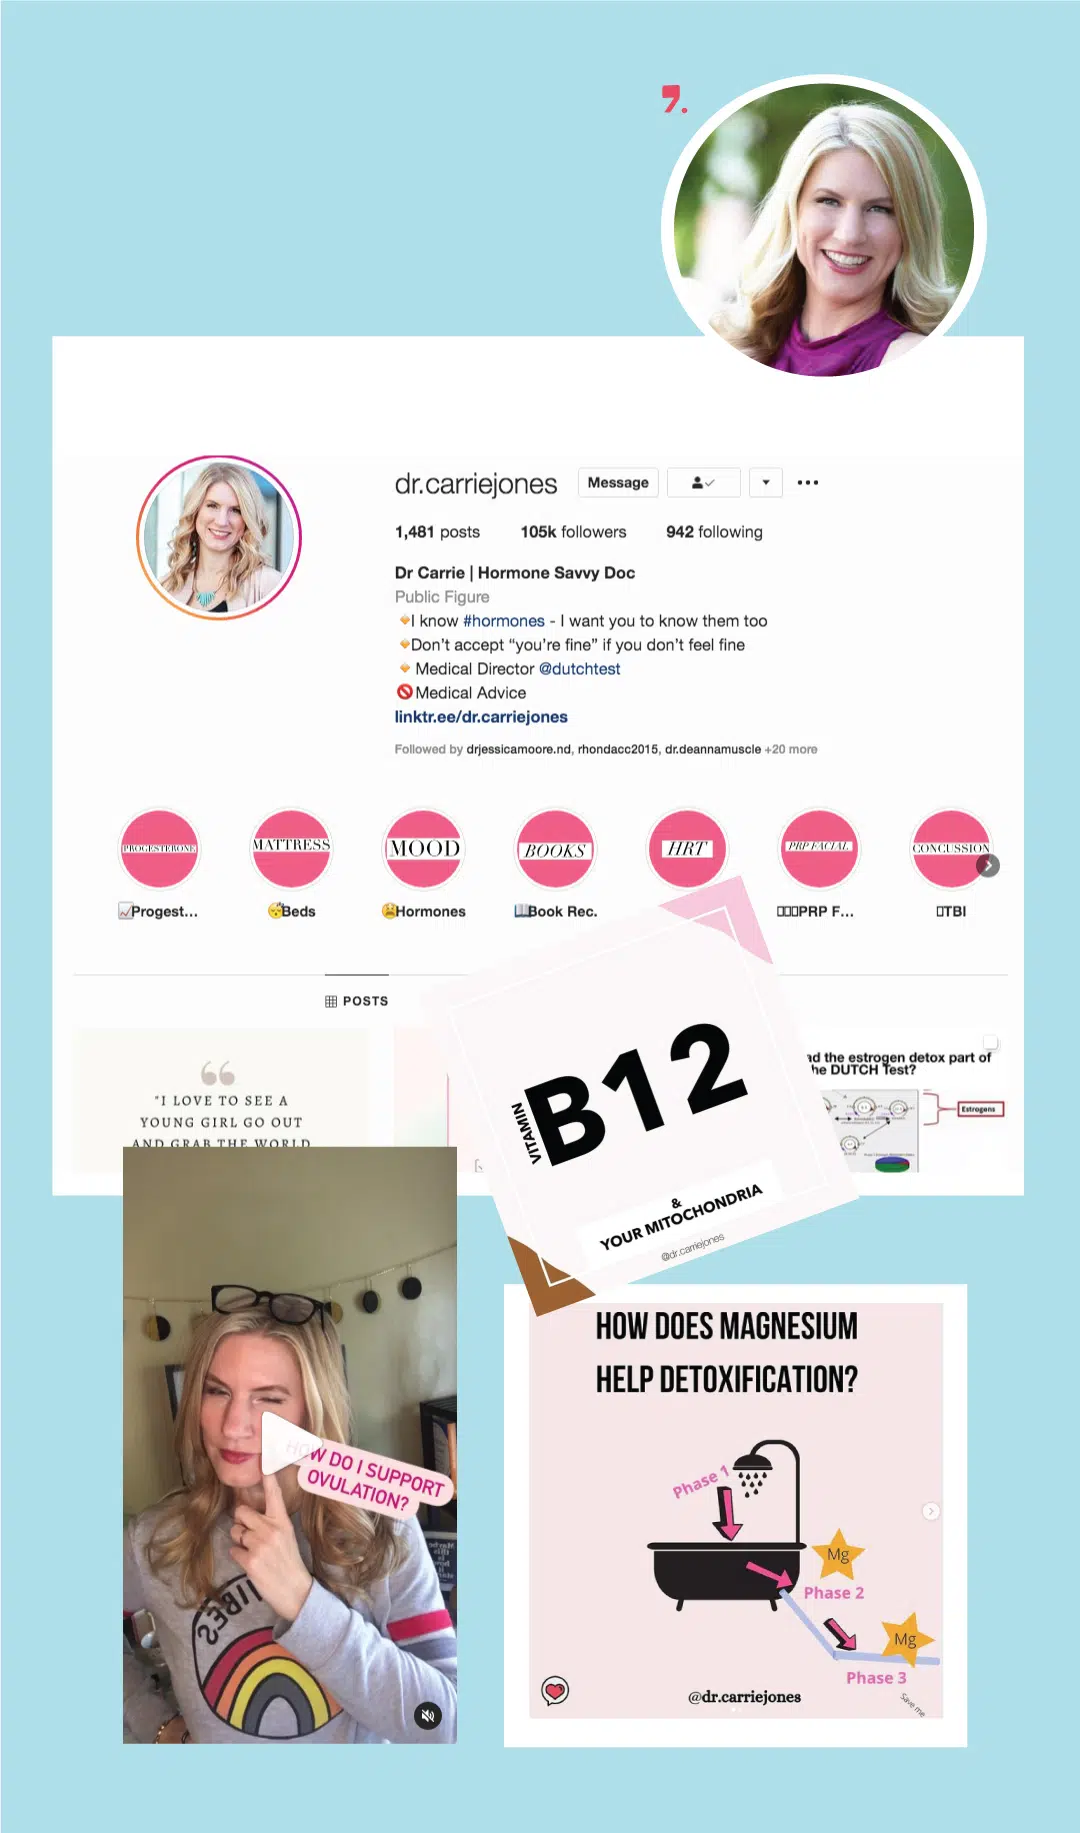 7.
dr.carriejones Message
1,481 posts 105k followers 942 following
Dr Carrie | Hormone Savvy Doc
Public Figure
🔸I know #hormones - I want you to know them too
🔸Don't accept “you're fine” if you don't feel fine
🔸 Medical Director @dutchtest
🚫Medical Advice
linktr.ee/dr.carriejones
Followed by drjessicamoore.nd, rhondacc2015, dr.deannamuscle +20 more
PROGESTERONE MATTRESS MOOD BOOKS HRT PRP FACIAL CONCUSSION
📈Progest... 😴Beds 😫Hormones 📖Book Rec. PRP F... TBI
POSTS
"I LOVE TO SEE A
YOUNG GIRL GO OUT
AND GRAB THE WORLD
VITAMIN
B12
&
YOUR MITOCHONDRIA
@dr.carriejones
ad the estrogen detox part of
he DUTCH Test?
Estrogens
HOW DO I SUPPORT
OVULATION?
VIBES
HOW DOES MAGNESIUM
HELP DETOXIFICATION?
Phase 1
Mg
Phase 2
Mg
Phase 3
@dr.carriejones
Save me